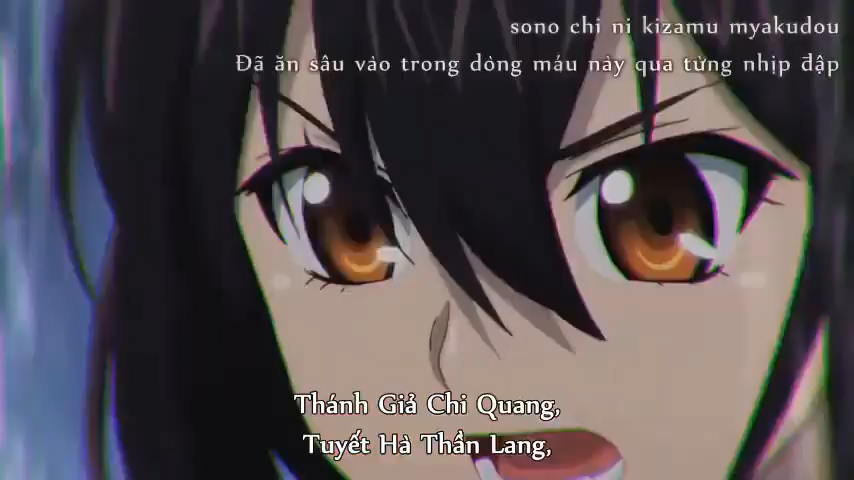 sono chi ni kizamu myakudou
Đã ăn sâu vào trong dòng máu này qua từng nhịp đập
Thánh Giả Chi Quang,
Tuyết Hà Thần Lang,